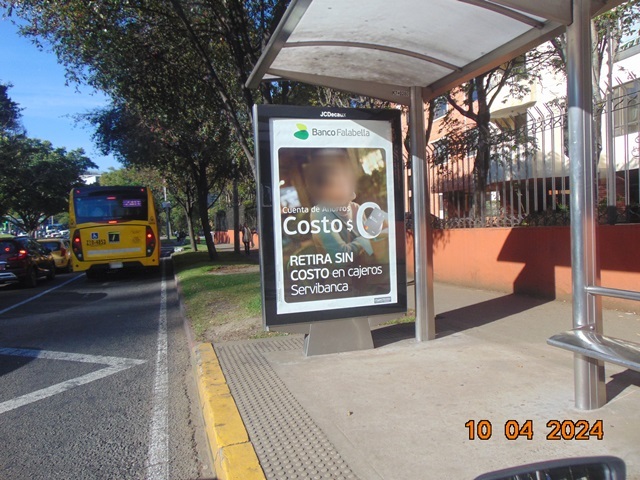 JCDecaux
Banco Falabella
Cuenta de Ahorros
Costo $0
RETIRA SIN
COSTO en cajeros
Servibanca
10 04 2024